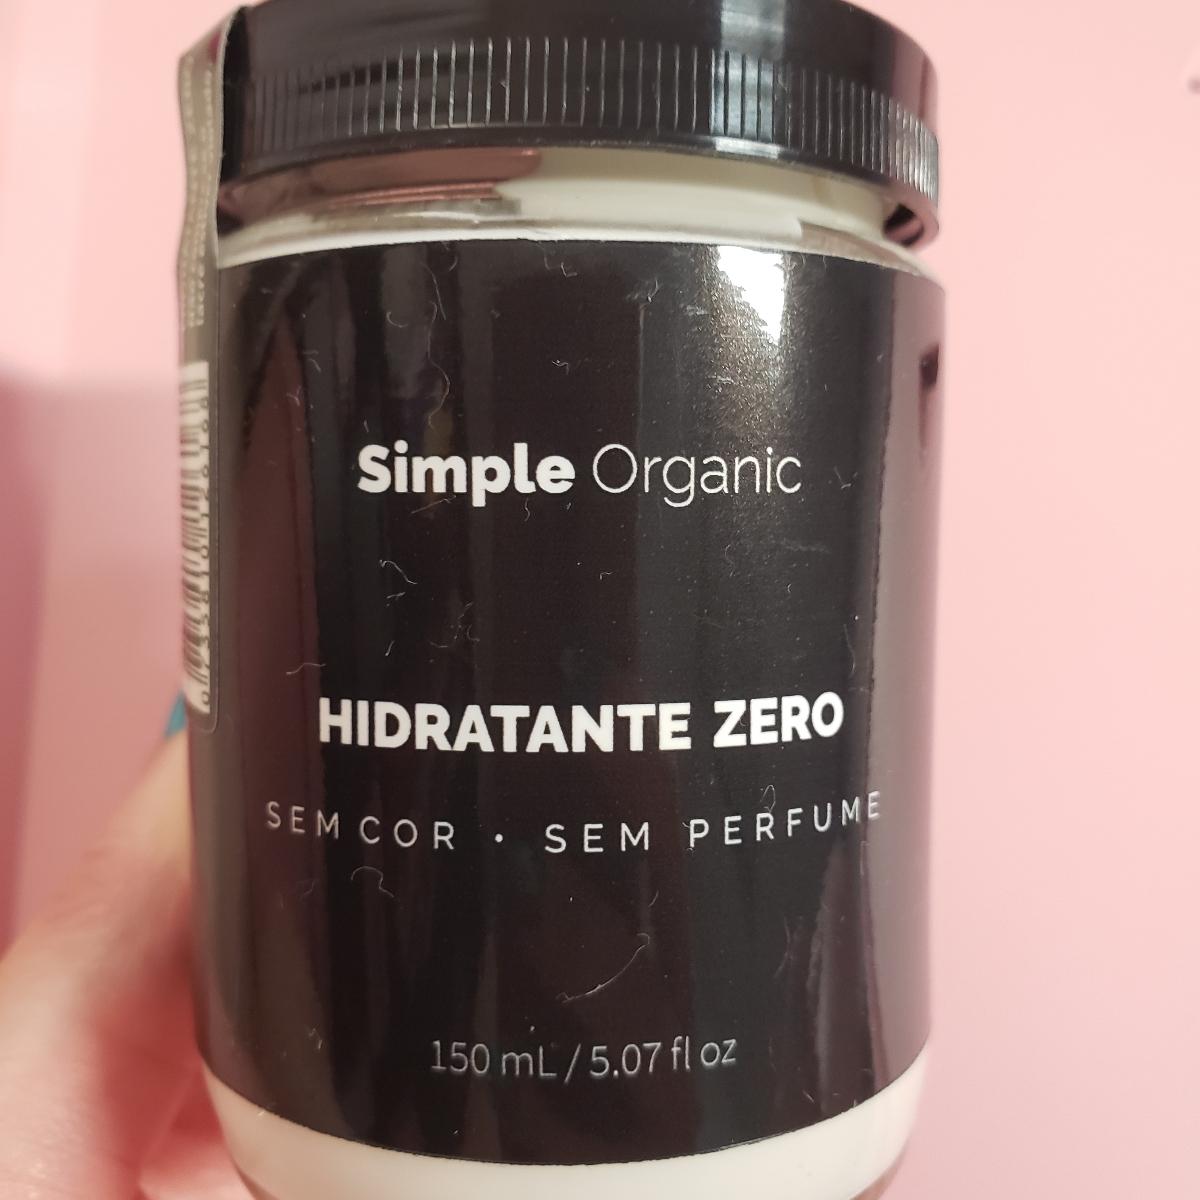 Simple Organic
HIDRATANTE ZERO
SEM COR • SEM PERFUME
150 mL / 5.07 fl oz